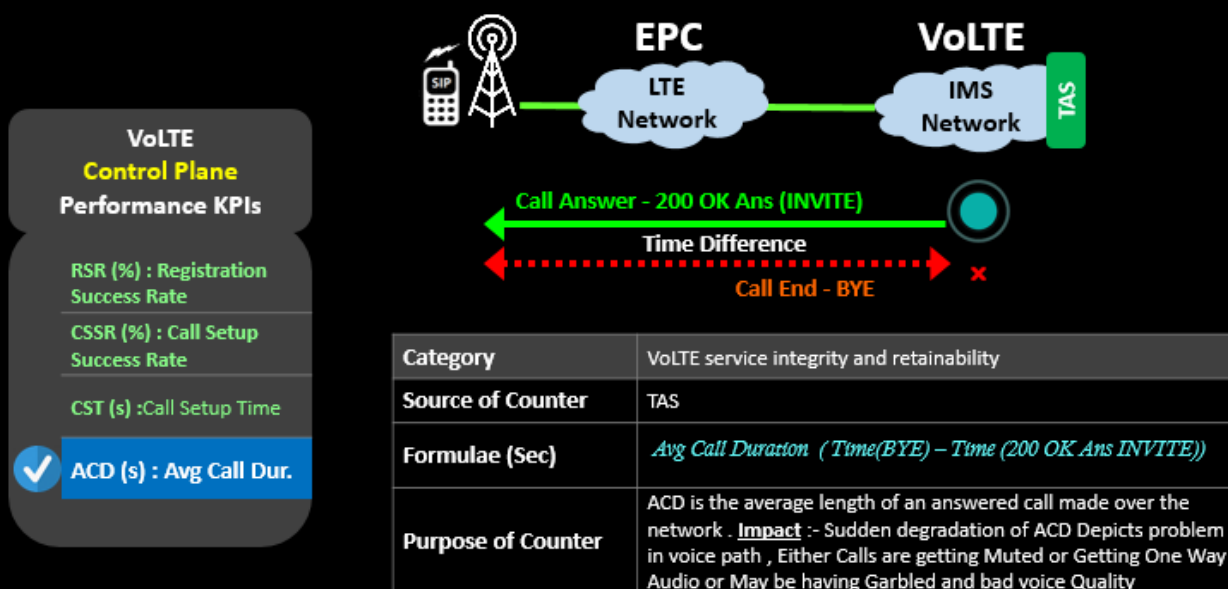 EPC
VoLTE
SIP
LTE
Network
IMS
Network
TAS
VoLTE
Control Plane
Performance KPIs
RSR (%) : Registration
Success Rate
CSSR (%) : Call Setup
Success Rate
CST (s) :Call Setup Time
ACD (s) : Avg Call Dur.
Call Answer - 200 OK Ans (INVITE)
Time Difference
Call End - BYE
Category
VoLTE service integrity and retainability
Source of Counter
TAS
Formulae (Sec)
Avg Call Duration ( Time(BYE) – Time (200 OK Ans INVITE))
Purpose of Counter
ACD is the average length of an answered call made over the
network . Impact :- Sudden degradation of ACD Depicts problem
in voice path , Either Calls are getting Muted or Getting One Way
Audio or May be having Garbled and bad voice Quality